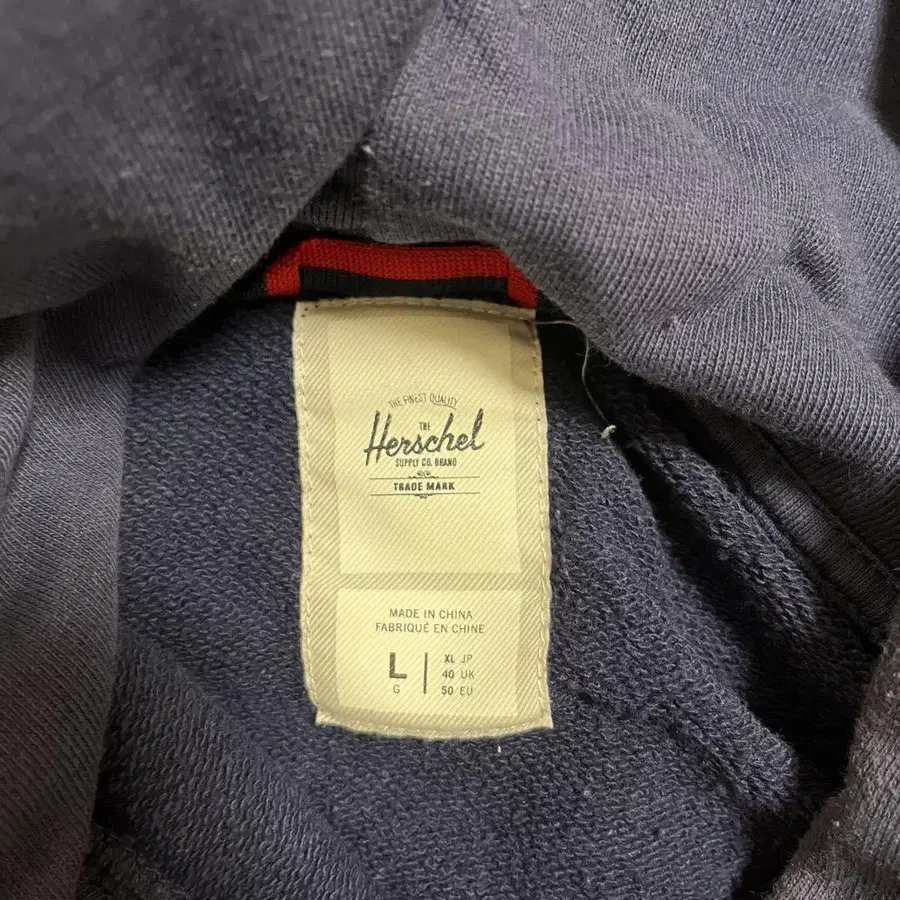 THE FINEST QUALITY
THE
Herschel
SUPPLY CO. BRAND
TRADE MARK
MADE IN CHINA
FABRIQUÉ EN CHINE
L
G
XL JP
40 UK
50 EU